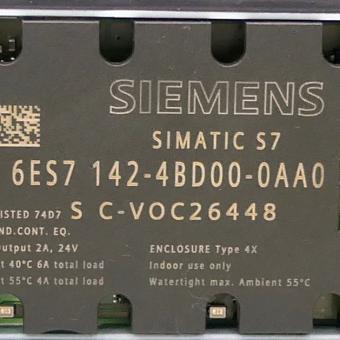 SIEMENS
SIMATIC S7
6ES7 142-4BD00-0AA0
ISTED 74D7 S C-VOC26448
ND.CONT. EQ.
utput 2A, 24V ENCLOSURE Type 4X
t 40°C 6A total load Indoor use only
t 55°C 4A total load Watertight max. Ambient 55°C